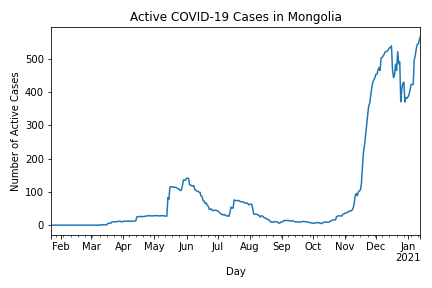 Active COVID-19 Cases in Mongolia
Number of Active Cases
500
400
300
200
100
0
Feb Mar Apr May Jun Jul Aug Sep Oct Nov Dec Jan
2021
Day